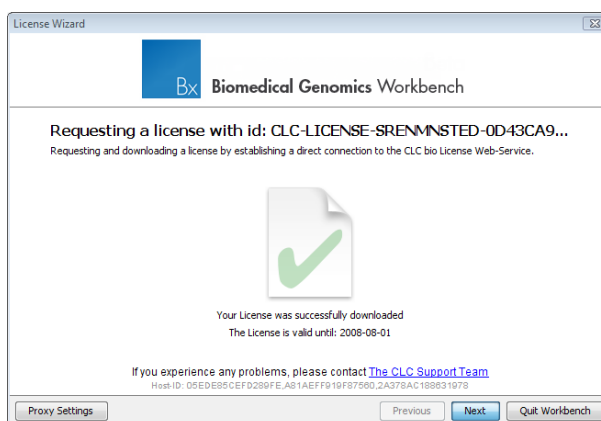 License Wizard
Bx Biomedical Genomics Workbench
Requesting a license with id: CLC-LICENSE-SRENMNSTED-0D43CA9...
Requesting and downloading a license by establishing a direct connection to the CLC bio License Web-Service.
Your License was successfully downloaded
The License is valid until: 2008-08-01
If you experience any problems, please contact The CLC Support Team
Host-ID: D5EDE85CEFD289FE,A81AEFF919F87560,2A378AC188631978
Proxy Settings Previous Next Quit Workbench